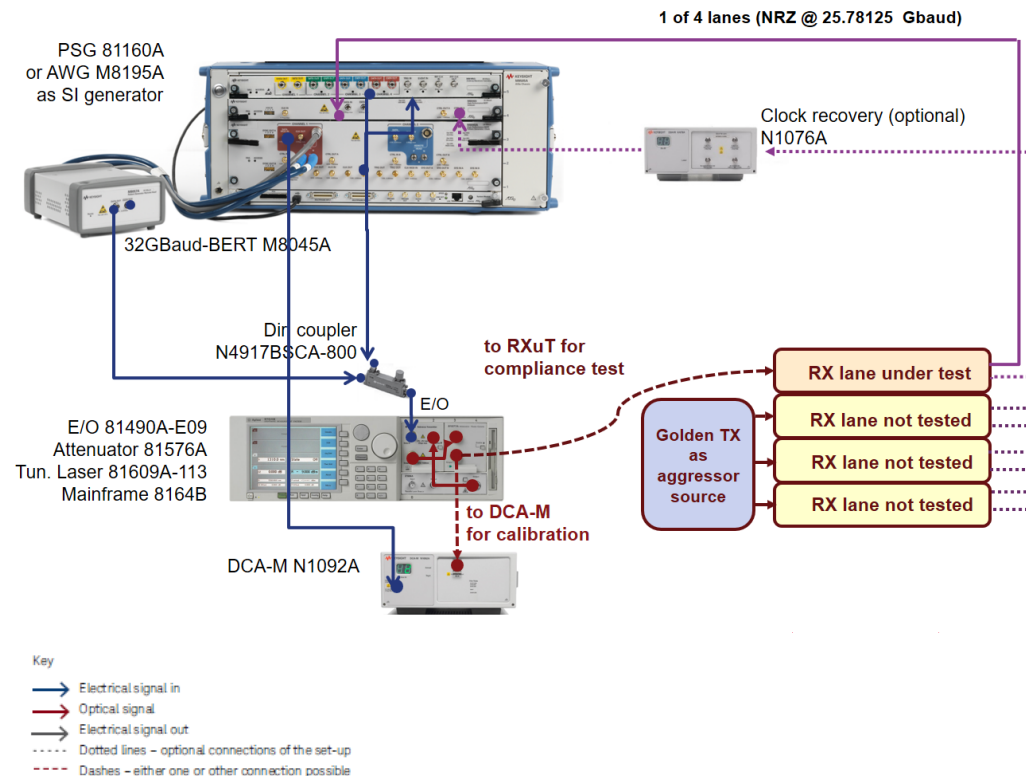 1 of 4 lanes (NRZ @ 25.78125 Gbaud)
PSG 81160A
or AWG M8195A
as SI generator
Clock recovery (optional)
N1076A
32GBaud-BERT M8045A
Dir. coupler
N4917BSCA-800
to RXuT for
compliance test
E/O
RX lane under test
RX lane not tested
RX lane not tested
RX lane not tested
Golden TX
as
aggressor
source
E/O 81490A-E09
Attenuator 81576A
Tun. Laser 81609A-113
Mainframe 8164B
to DCA-M
for calibration
DCA-M N1092A
Key
Electrical signal in
Optical signal
Electrical signal out
Dotted lines – optional connections of the set-up
Dashes – either one or other connection possible